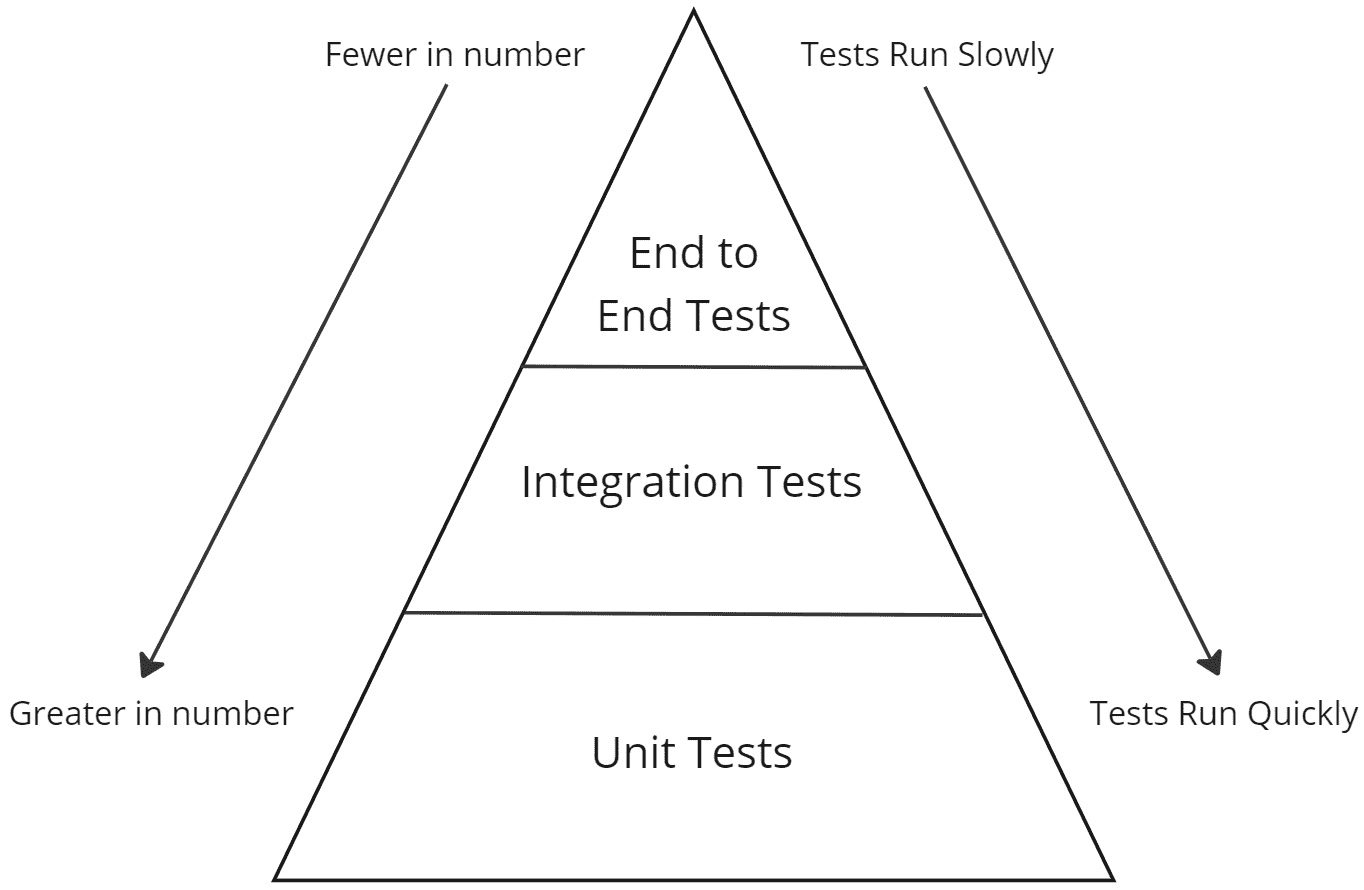 Fewer in number
Tests Run Slowly
End to
End Tests
Integration Tests
Greater in number
Tests Run Quickly
Unit Tests